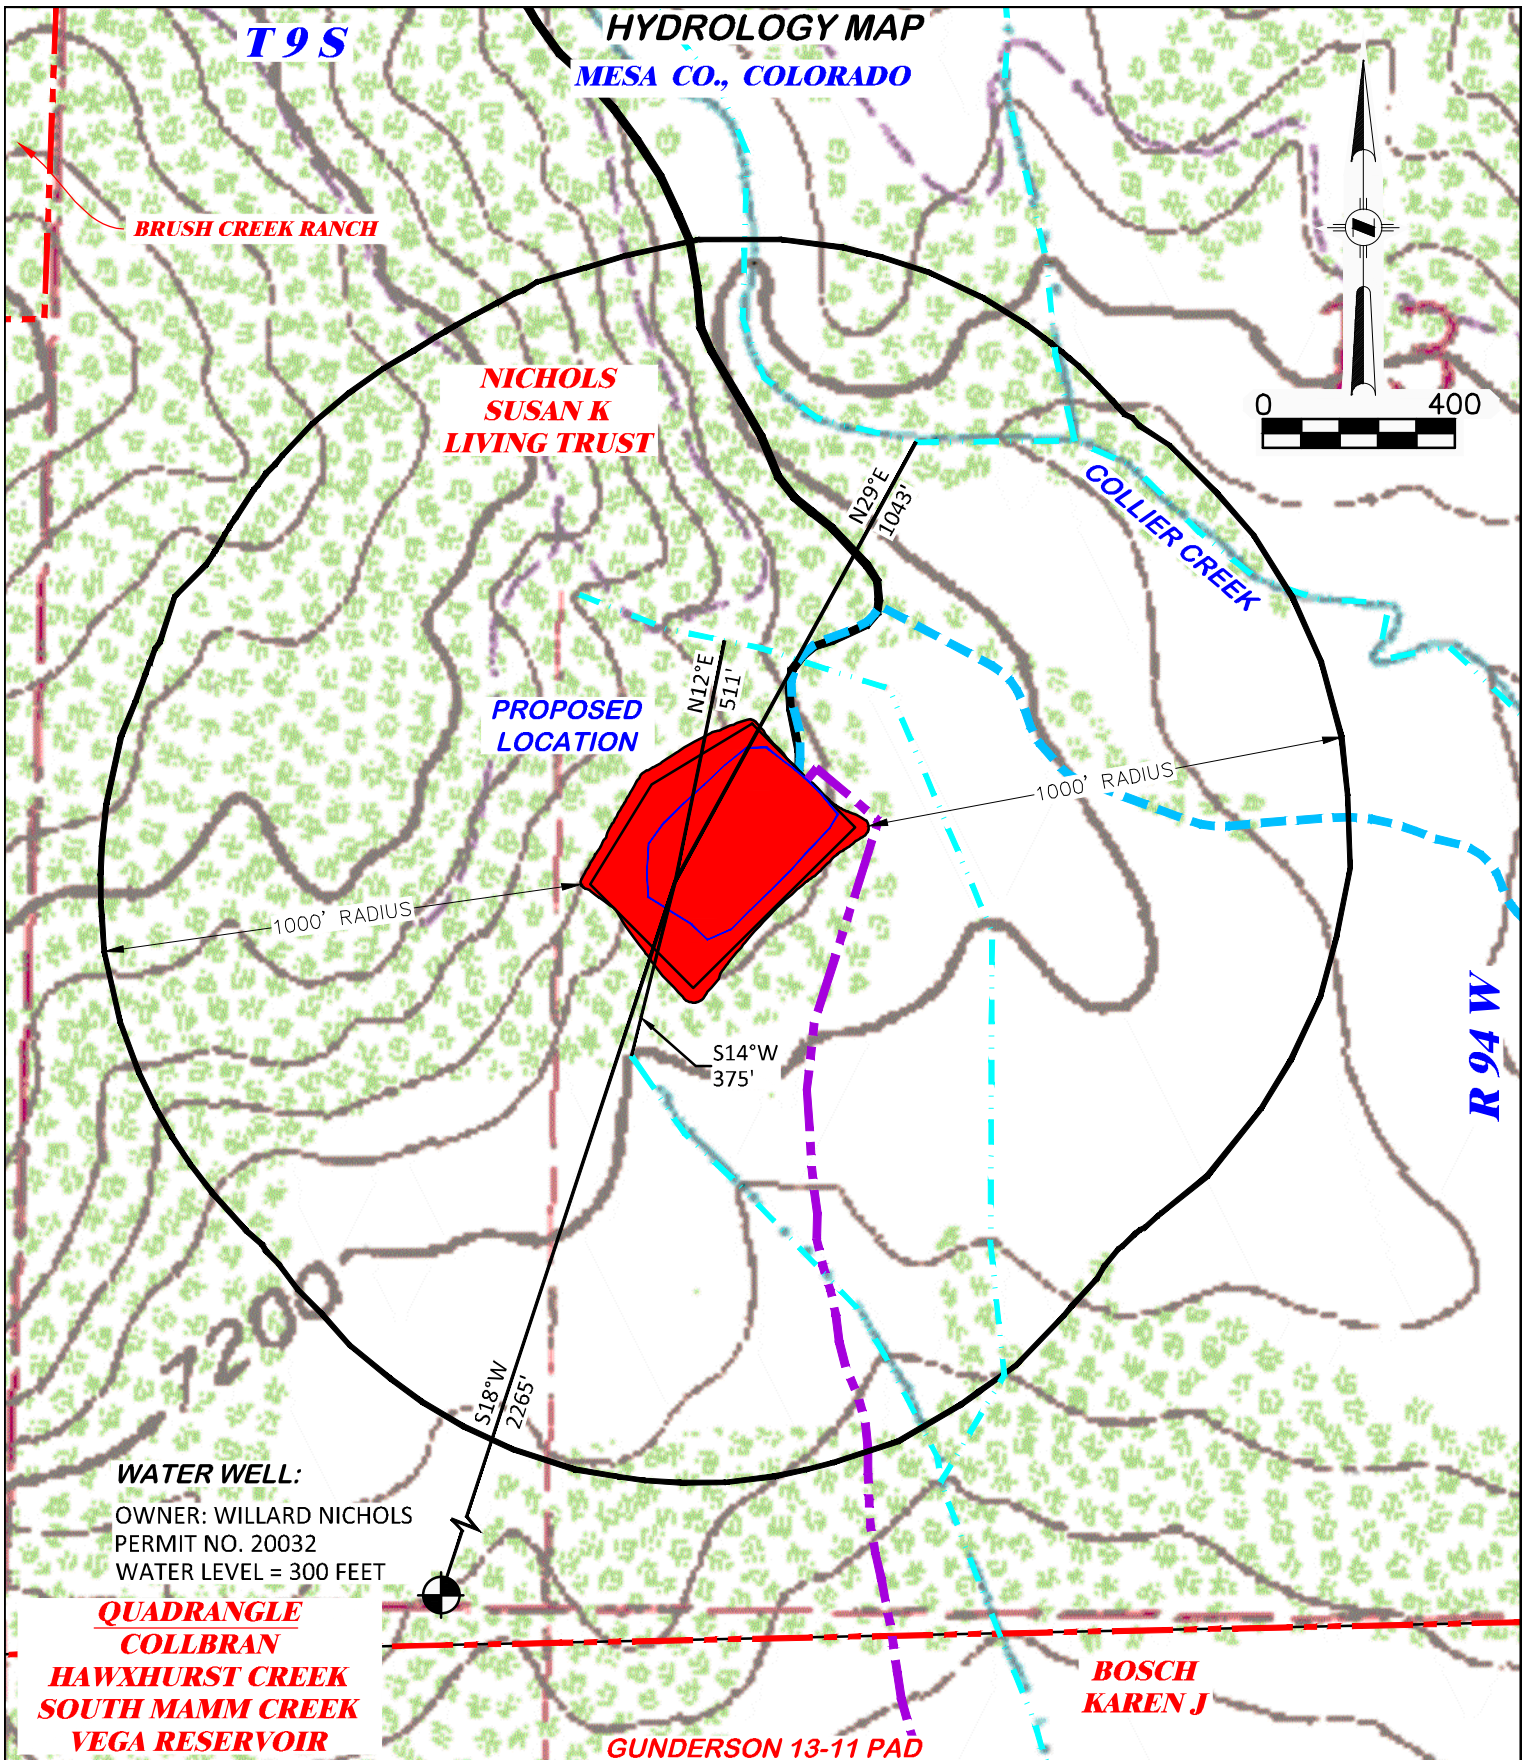 HYDROLOGY MAP
T 9 S
MESA CO., COLORADO
BRUSH CREEK RANCH
NICHOLS
SUSAN K
LIVING TRUST
0 400
N29°E
1043'
COLLIER CREEK
N12°E
511'
PROPOSED
LOCATION
1000' RADIUS
1000' RADIUS
R 94 W
S14°W
375'
7200
S18°W
2265'
WATER WELL:
OWNER: WILLARD NICHOLS
PERMIT NO. 20032
WATER LEVEL = 300 FEET
QUADRANGLE
COLLBRAN
HAWXHURST CREEK
SOUTH MAMM CREEK
VEGA RESERVOIR
BOSCH
KAREN J
GUNDERSON 13-11 PAD